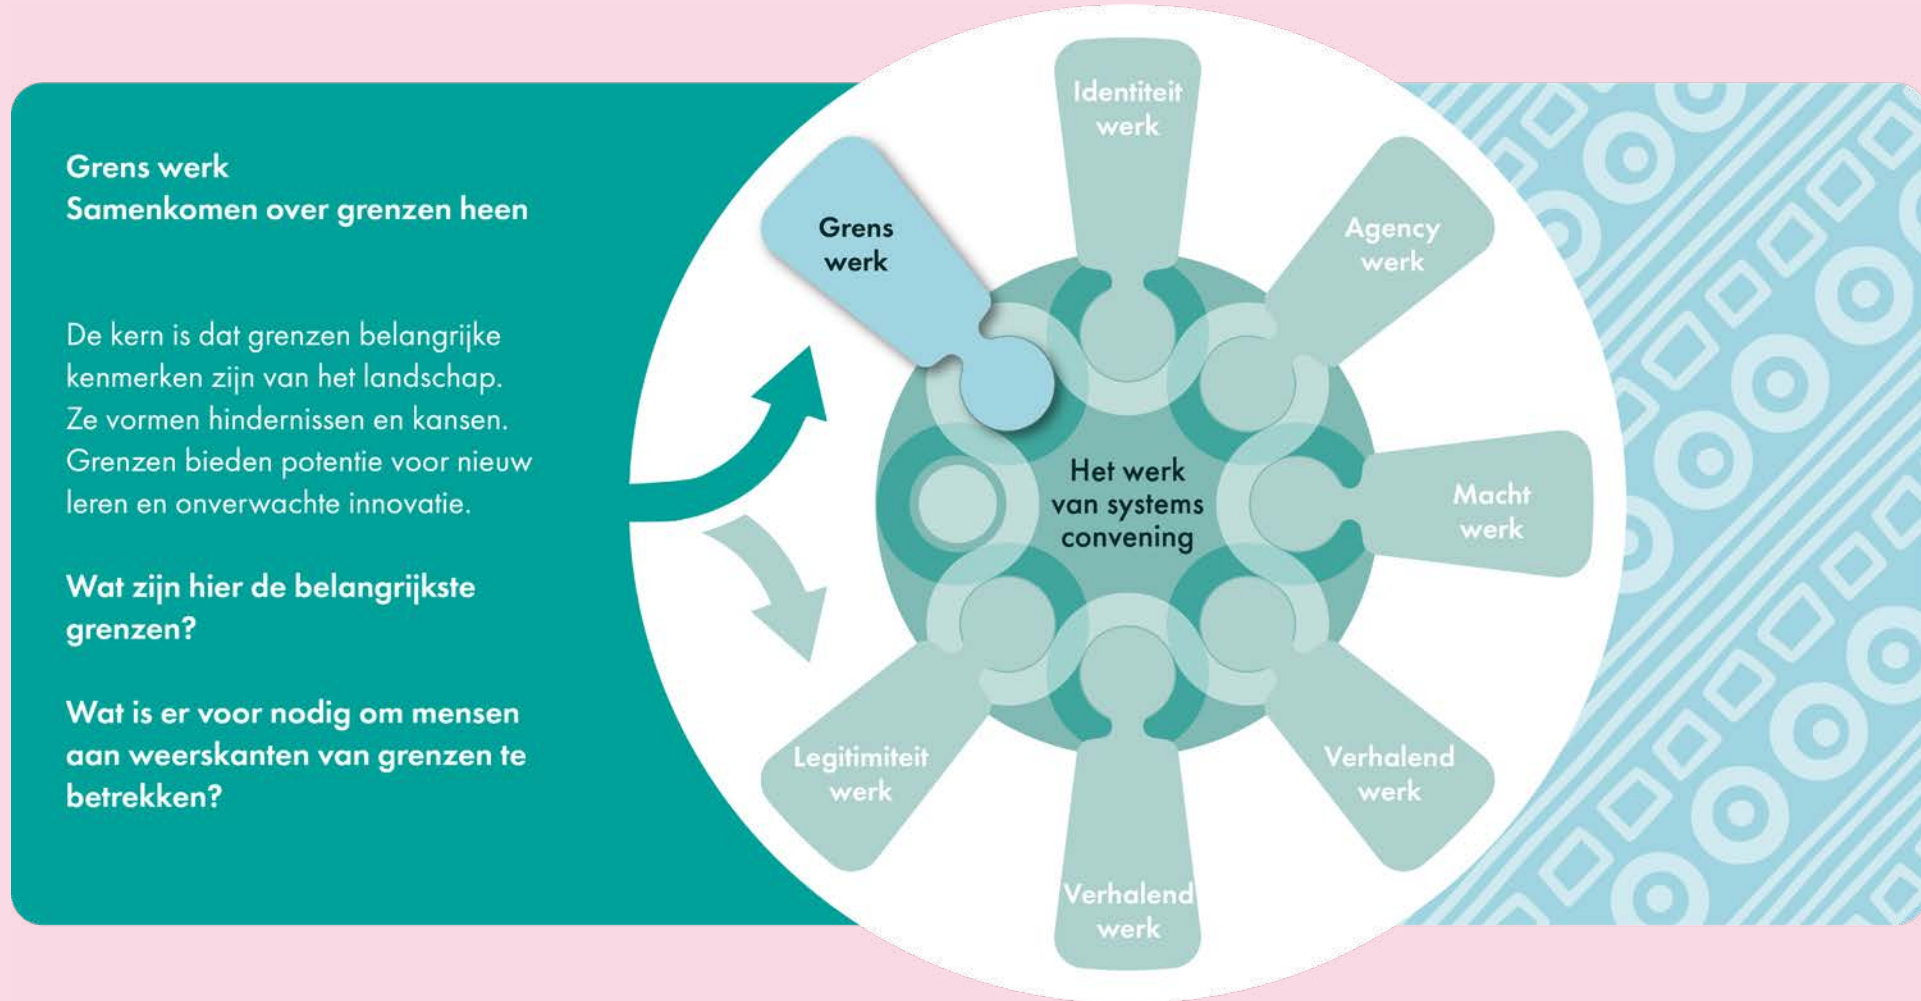 Grens werk
Samenkomen over grenzen heen
De kern is dat grenzen belangrijke
kenmerken zijn van het landschap.
Ze vormen hindernissen en kansen.
Grenzen bieden potentie voor nieuw
leren en onverwachte innovatie.
Wat zijn hier de belangrijkste
grenzen?
Wat is er voor nodig om mensen
aan weerskanten van grenzen te
betrekken?
Grens
werk
Identiteit
werk
Agency
werk
Macht
werk
Verhalend
werk
Verhalend
werk
Legitimiteit
werk
Het werk
van systems
convening